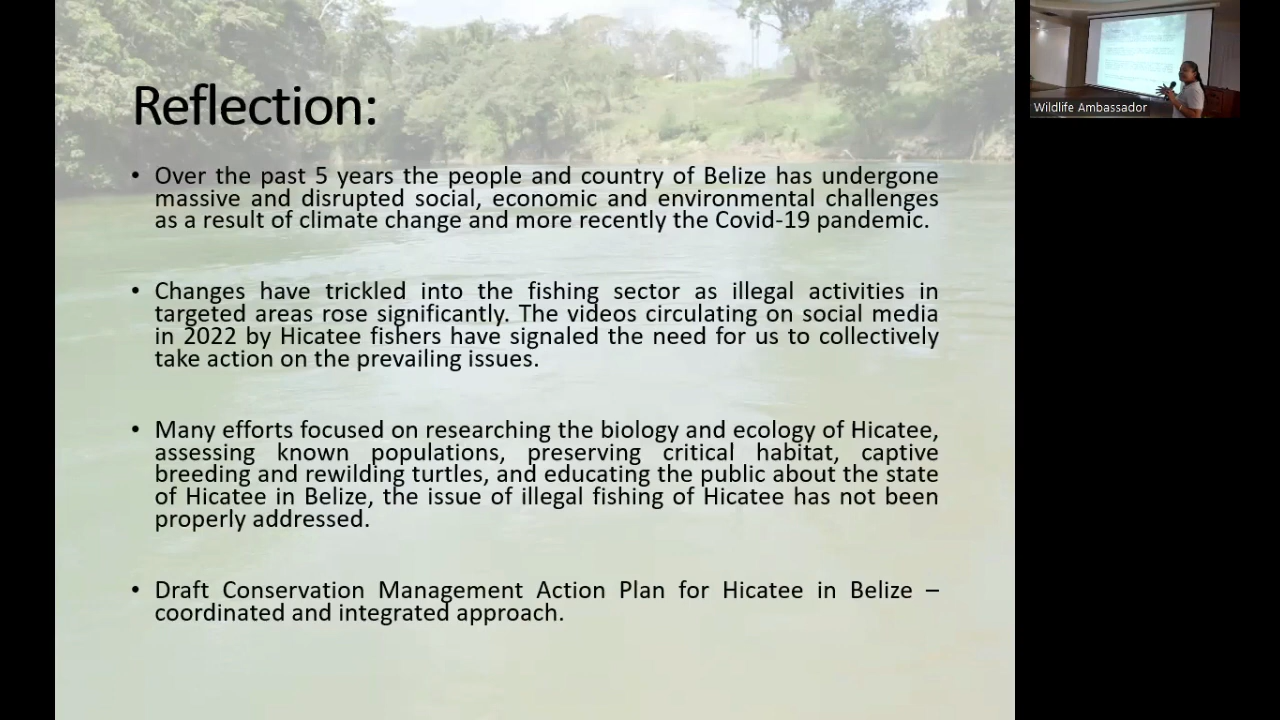 Reflection:
• Over the past 5 years the people and country of Belize has undergone
massive and disrupted social, economic and environmental challenges
as a result of climate change and more recently the Covid-19 pandemic.
• Changes have trickled into the fishing sector as illegal activities in
targeted areas rose significantly. The videos circulating on social media
in 2022 by Hicatee fishers have signaled the need for us to collectively
take action on the prevailing issues.
• Many efforts focused on researching the biology and ecology of Hicatee,
assessing known populations, preserving critical habitat, captive
breeding and rewilding turtles, and educating the public about the state
of Hicatee in Belize, the issue of illegal fishing of Hicatee has not been
properly addressed.
• Draft Conservation Management Action Plan for Hicatee in Belize –
coordinated and integrated approach.
Wildlife Ambassador